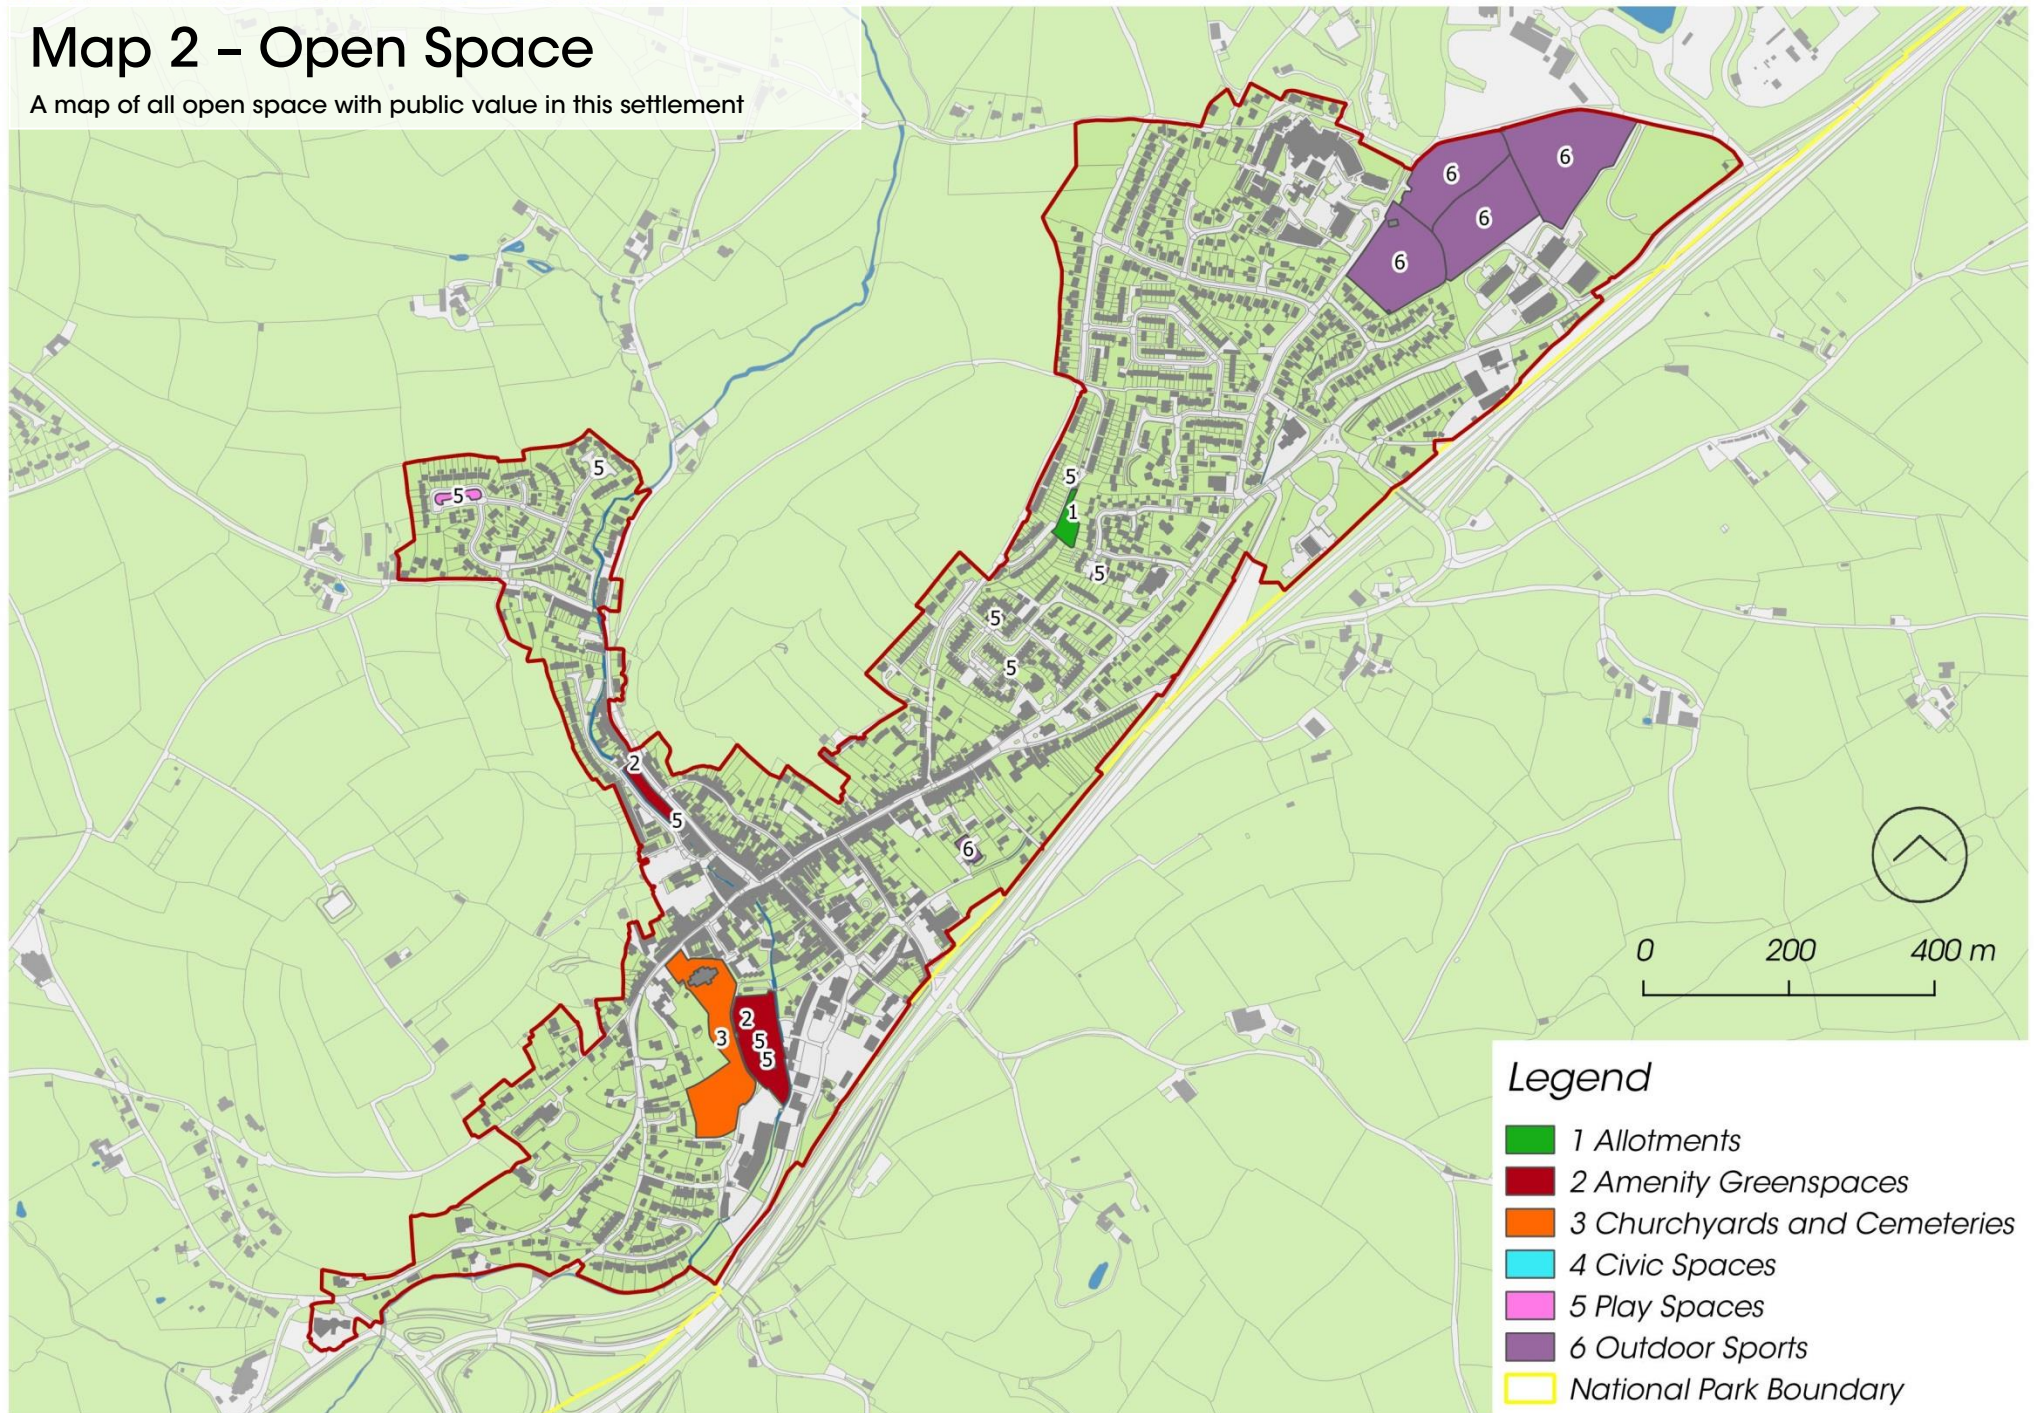 Map 2 – Open Space
A map of all open space with public value in this settlement
6
6
6
6
5
5
5
1
5
5
5
2
5
6
2
3
5
5
0 200 400 m
Legend
1 Allotments
2 Amenity Greenspaces
3 Churchyards and Cemeteries
4 Civic Spaces
5 Play Spaces
6 Outdoor Sports
National Park Boundary